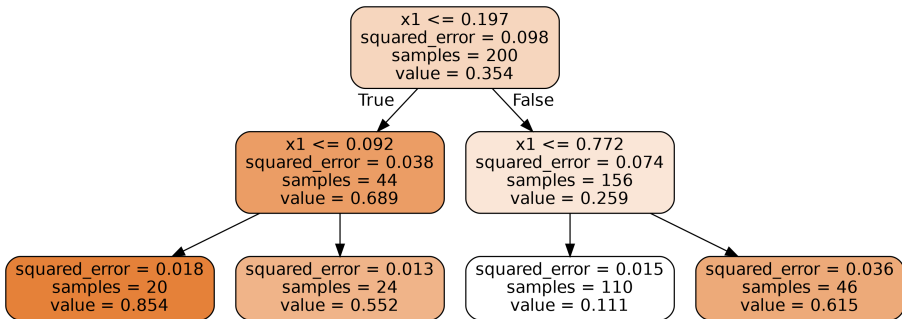 x1 <= 0.197
squared_error = 0.098
samples = 200
value = 0.354
True
False
x1 <= 0.092
squared_error = 0.038
samples = 44
value = 0.689
x1 <= 0.772
squared_error = 0.074
samples = 156
value = 0.259
squared_error = 0.018
samples = 20
value = 0.854
squared_error = 0.013
samples = 24
value = 0.552
squared_error = 0.015
samples = 110
value = 0.111
squared_error = 0.036
samples = 46
value = 0.615